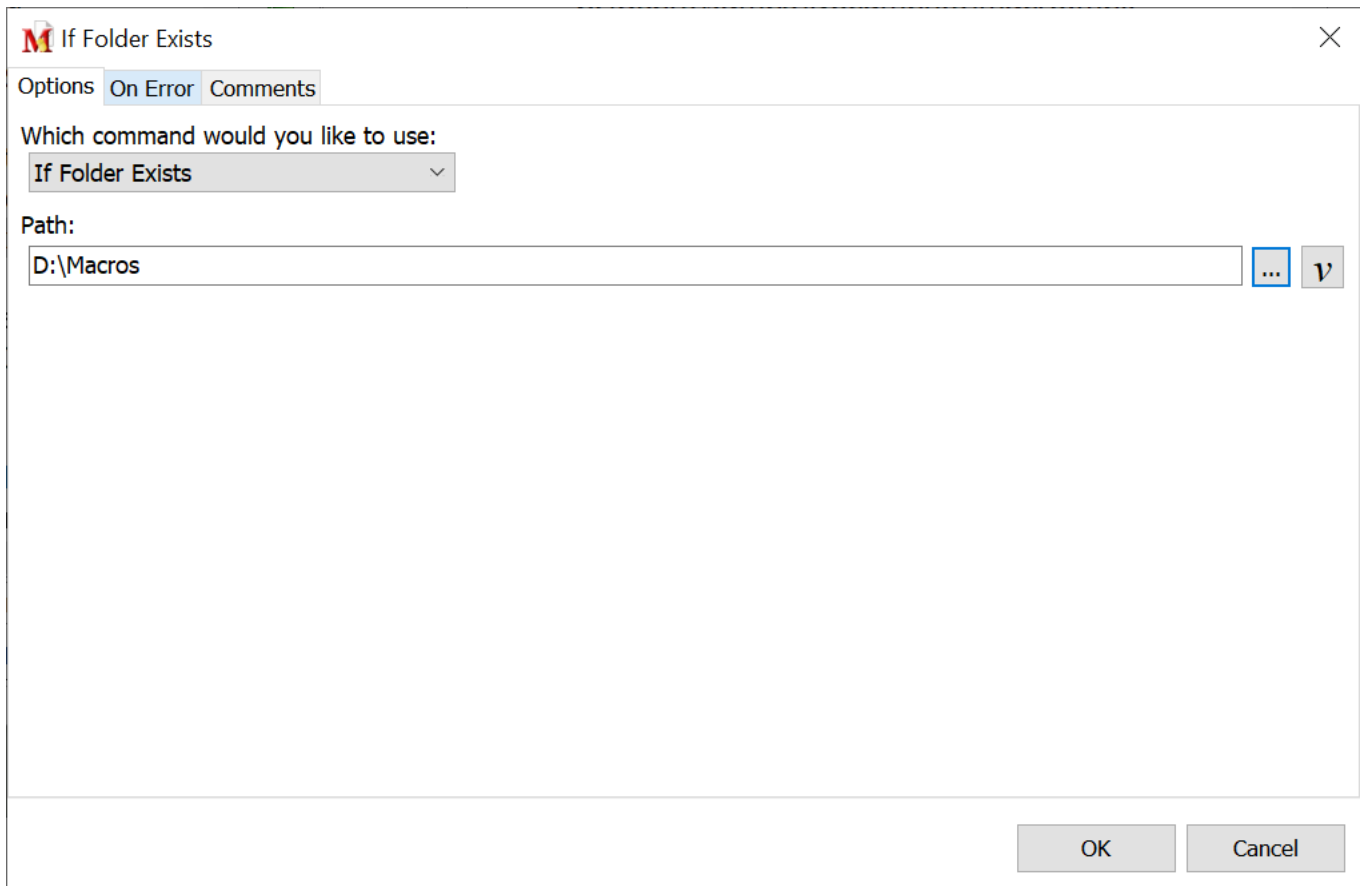 If Folder Exists
Options On Error Comments
Which command would you like to use:
If Folder Exists
Path:
D:\Macros
... v
OK Cancel